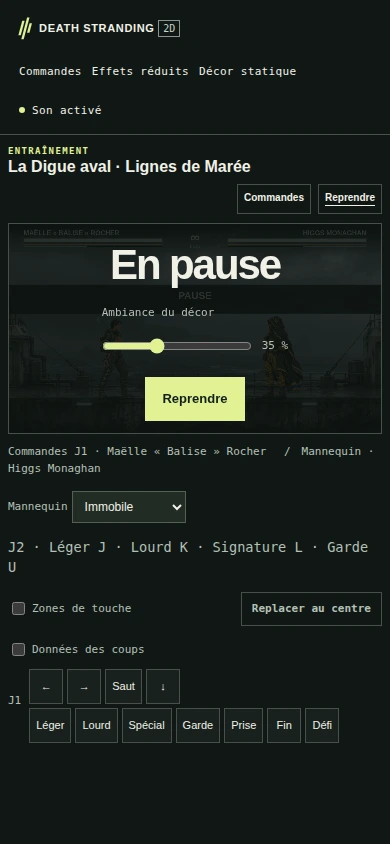 DEATH STRANDING 2D
Commandes Effets réduits Décor statique
Son activé
ENTRAÎNEMENT
La Digue aval · Lignes de Marée
Commandes Reprendre
MAËLLE « BALISE » ROCHER ∞ HIGGS MONAGHAN
En pause
PAUSE
Ambiance du décor
35 %
Reprendre
Commandes J1 · Maëlle « Balise » Rocher / Mannequin ·
Higgs Monaghan
Mannequin Immobile
J2 · Léger J · Lourd K · Signature L · Garde
U
Zones de touche Replacer au centre
Données des coups
← → Saut ↓
J1
Léger Lourd Spécial Garde Prise Fin Défi